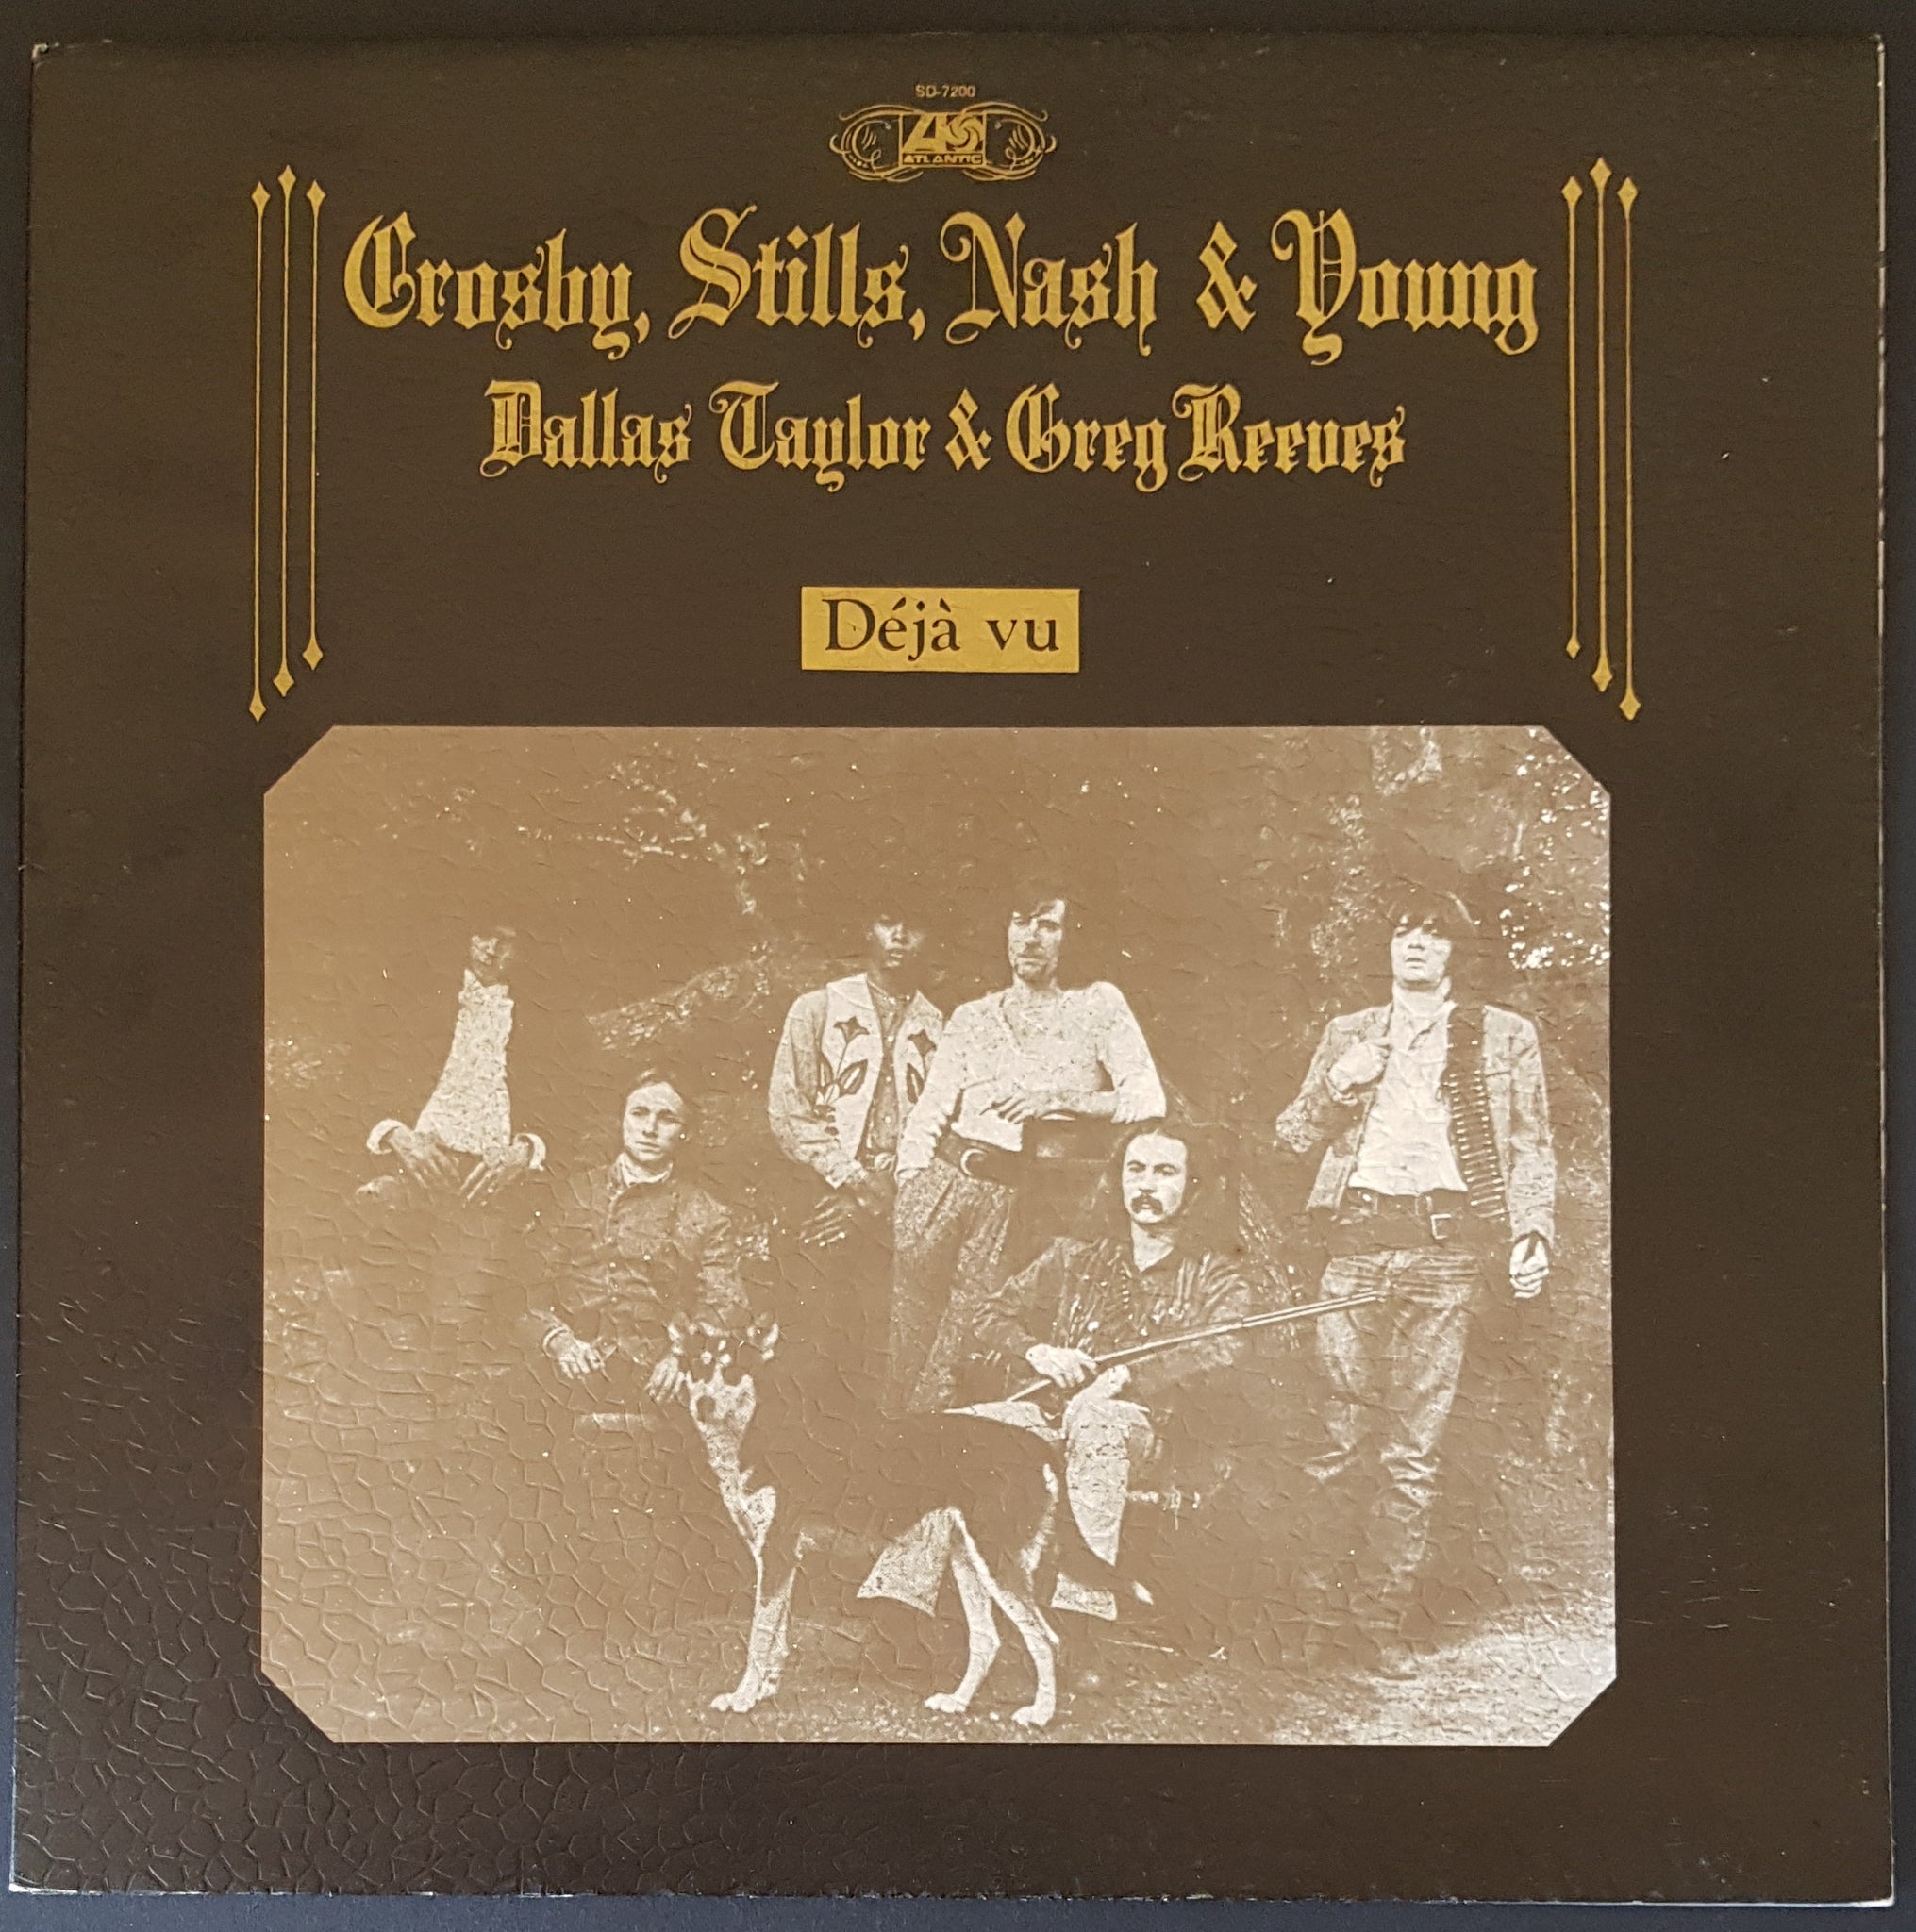 SD-7200
ATLANTIC
Crosby, Stills, Nash & Young
Dallas Taylor & Greg Reeves
Déjà vu